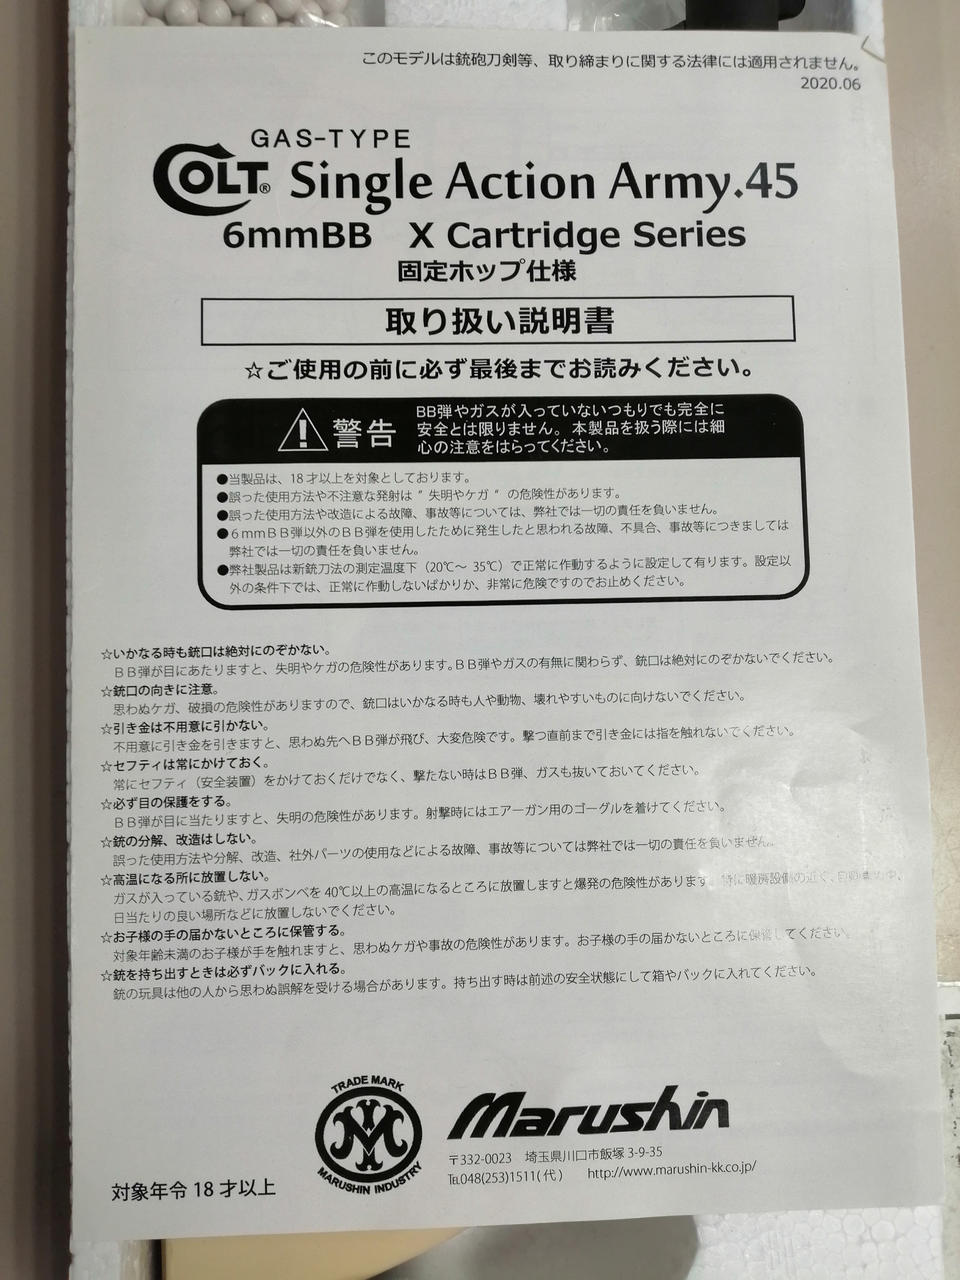 このモデルは銃砲刀剣等、取り締まりに関する法律には適用されません。
2020.06
GAS-TYPE
COLT® Single Action Army.45
6mmBB X Cartridge Series
固定ホップ仕様
取り扱い説明書
☆ご使用の前に必ず最後までお読みください。
警告
BB弾やガスが入っていないつもりでも完全に
安全とは限りません。本製品を扱う際には細
心の注意をはらってください。
●当製品は、18才以上を対象としております。
●誤った使用方法や不注意な発射は"失明やケガ"の危険性があります。
●誤った使用方法や改造による故障、事故等については、弊社では一切の責任を負いません。
●6mmBB弾以外のBB弾を使用したために発生したと思われる故障、不具合、事故等につきましては
弊社では一切の責任を負いません。
●弊社製品は新銃刀法の測定温度下（20℃～35℃）で正常に作動するように設定して有ります。設定以
外の条件下では、正常に作動しないばかりか、非常に危険ですのでお止めください。
☆いかなる時も銃口は絶対にのぞかない。
BB弾が目にあたりますと、失明やケガの危険性があります。BB弾やガスの有無に関わらず、銃口は絶対にのぞかないでください。
☆銃口の向きに注意。
思わぬケガ、破損の危険性がありますので、銃口はいかなる時も人や動物、壊れやすいものに向けないでください。
☆引き金は不用意に引かない。
不用意に引き金を引きますと、思わぬ先へBB弾が飛び、大変危険です。撃つ直前まで引き金には指を触れないでください。
☆セフティは常にかけておく。
常にセフティ（安全装置）をかけておくだけでなく、撃たない時はBB弾、ガスも抜いておいてください。
☆必ず目の保護をする。
BB弾が目に当たりますと、失明の危険性があります。射撃時にはエアーガン用のゴーグルを着けてください。
☆銃の分解、改造はしない。
誤った使用方法や分解、改造、社外パーツの使用などによる故障、事故等については弊社では一切の責任を負いません。
☆高温になる所に放置しない。
ガスが入っている銃や、ガスボンベを40℃以上の高温になるところに放置しますと爆発の危険性があります。特に暖房設備の近く、自動車の中、
日当たりの良い場所などに放置しないでください。
☆お子様の手の届かないところに保管する。
対象年齢未満のお子様が手を触れますと、思わぬケガや事故の危険性があります。お子様の手の届かないところに保管してください。
☆銃を持ち出すときは必ずバックに入れる。
銃の玩具は他の人から思わぬ誤解を受ける場合があります。持ち出す時は前述の安全状態にして箱やバックに入れてください。
対象年令18才以上
TRADE MARK
MARUSHIN INDUSTRY
Marushin
〒332-0023 埼玉県川口市飯塚3-9-35
℡048(253)1511(代) http://www.marushin-kk.co.jp/